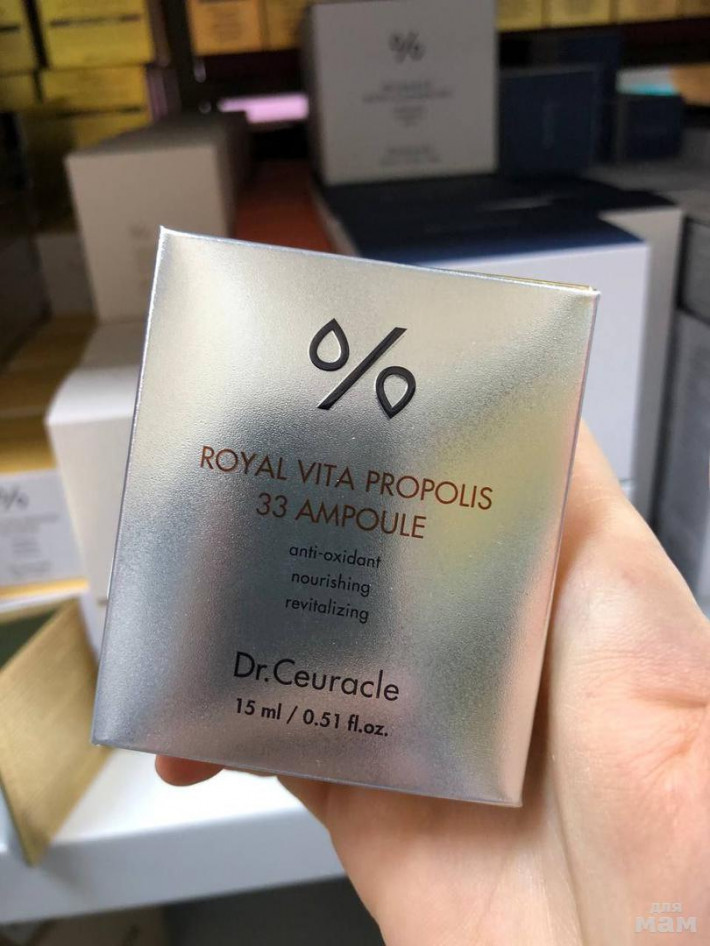 ROYAL VITA PROPOLIS
33 AMPOULE
anti-oxidant
nourishing
revitalizing
Dr.Ceuracle
15 ml / 0.51 fl.oz.
для
мам